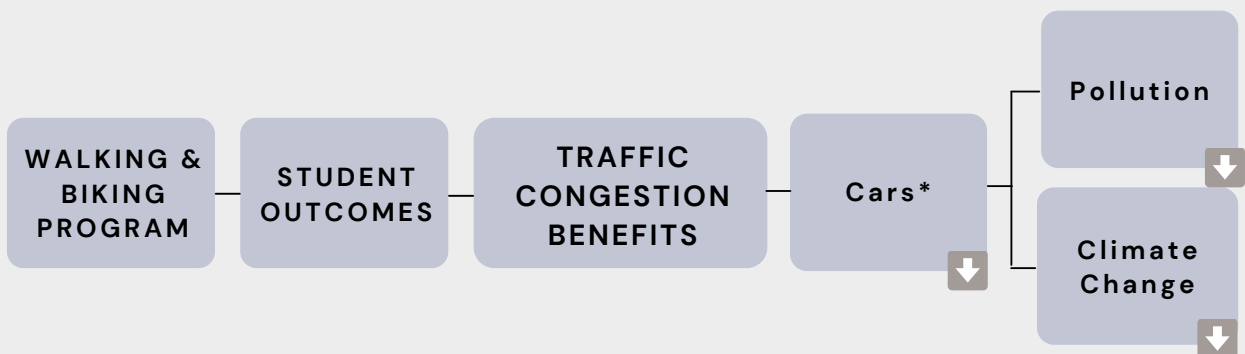 WALKING &
BIKING
PROGRAM
STUDENT
OUTCOMES
TRAFFIC
CONGESTION
BENEFITS
Cars*
Pollution
Climate
Change